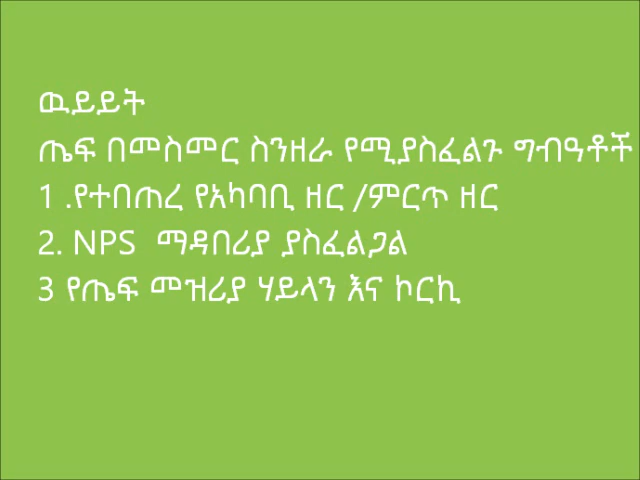 ዉይይት
ጤፍ በመስመር ስንዘራ የሚያስፈልጉ ግብዓቶች
1 .የተበጠረ የአካባቢ ዘር /ምርጥ ዘር
2. NPS  ማዳበሪያ ያስፈልጋል
3 የጤፍ መዝሪያ ሃይላን እና ኮርኪ